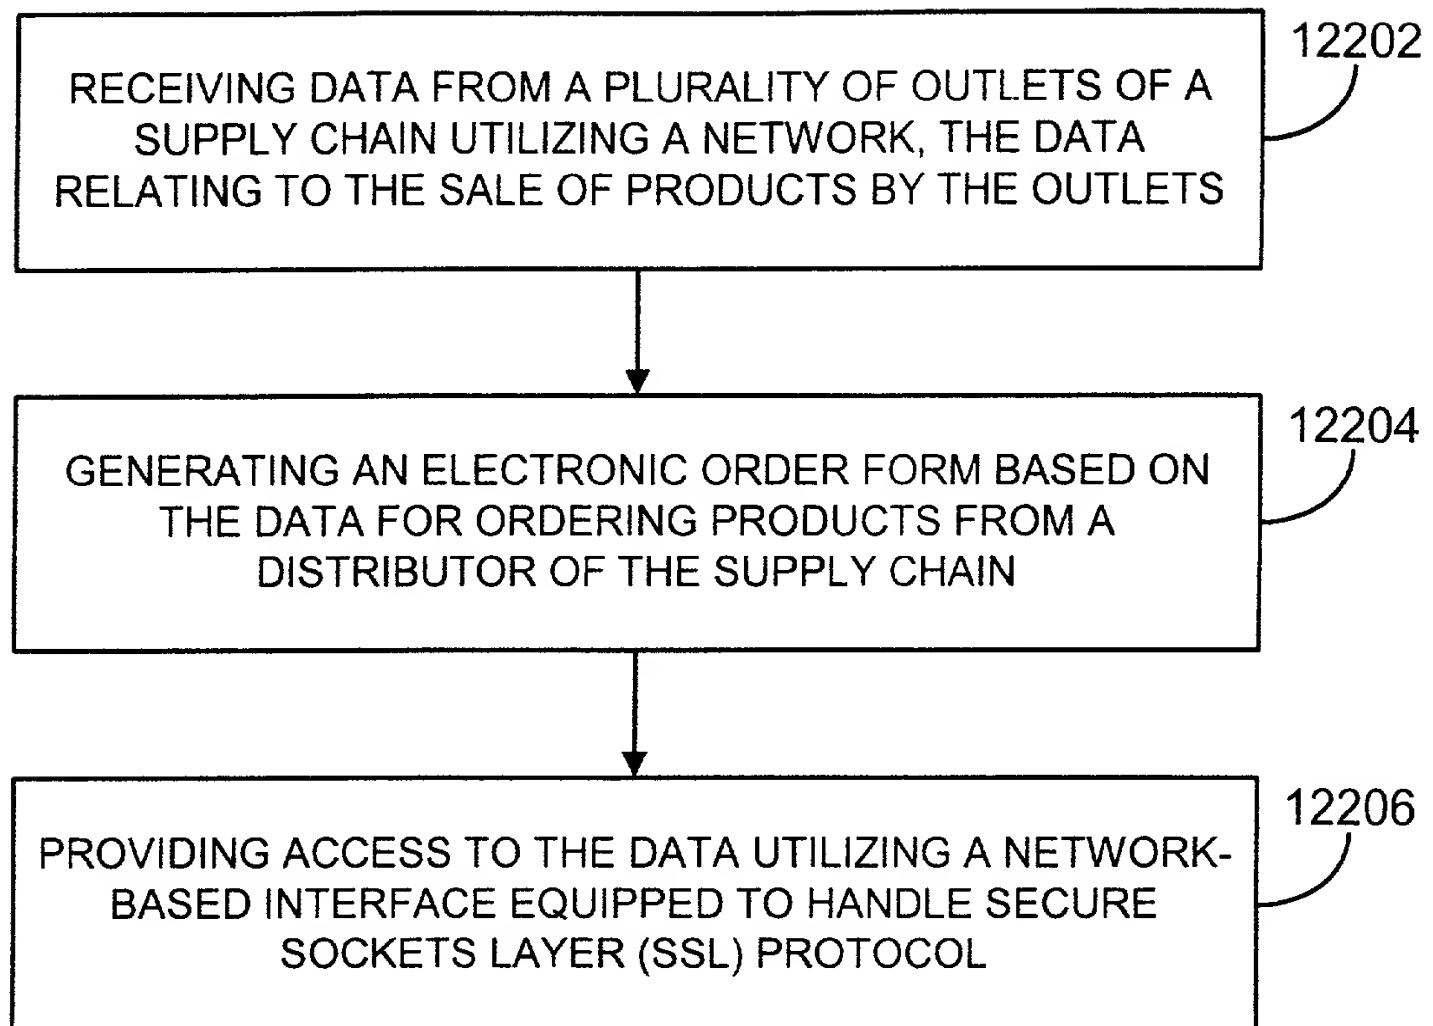 12202
RECEIVING DATA FROM A PLURALITY OF OUTLETS OF A
SUPPLY CHAIN UTILIZING A NETWORK, THE DATA
RELATING TO THE SALE OF PRODUCTS BY THE OUTLETS
12204
GENERATING AN ELECTRONIC ORDER FORM BASED ON
THE DATA FOR ORDERING PRODUCTS FROM A
DISTRIBUTOR OF THE SUPPLY CHAIN
12206
PROVIDING ACCESS TO THE DATA UTILIZING A NETWORK-
BASED INTERFACE EQUIPPED TO HANDLE SECURE
SOCKETS LAYER (SSL) PROTOCOL